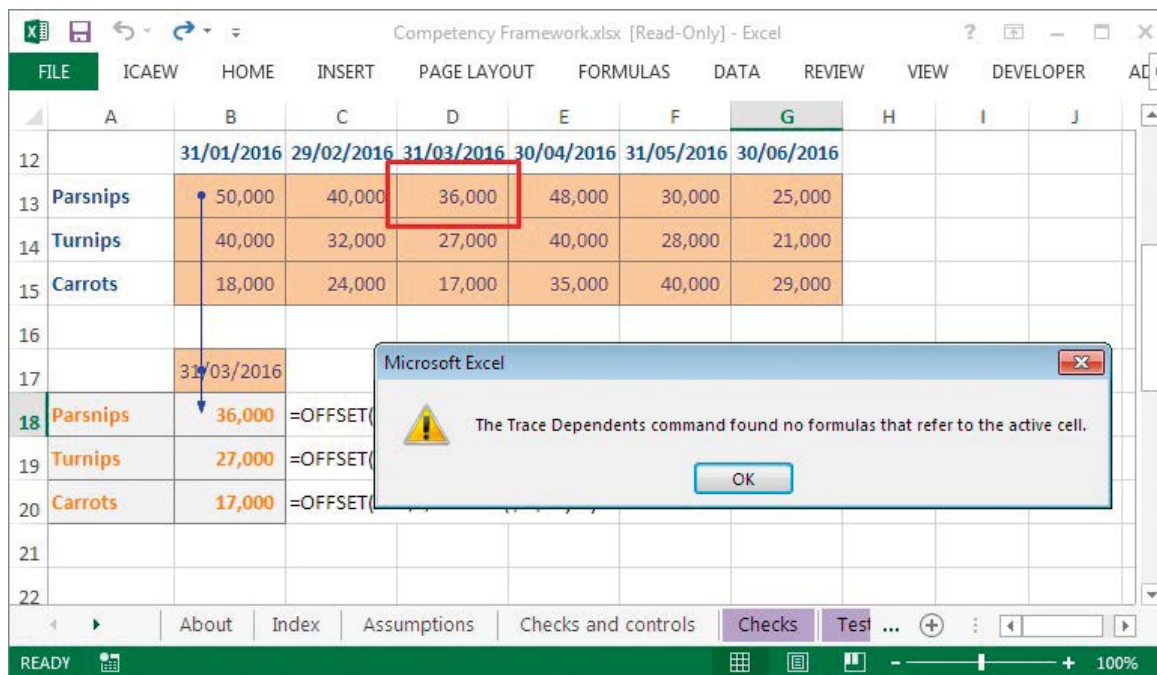 Competency Framework.xlsx [Read-Only] - Excel
FILE ICAEW HOME INSERT PAGE LAYOUT FORMULAS DATA REVIEW VIEW DEVELOPER
A B C D E F G H I J
12 31/01/2016 29/02/2016 31/03/2016 30/04/2016 31/05/2016 30/06/2016
13 Parsnips 50,000 40,000 36,000 48,000 30,000 25,000
14 Turnips 40,000 32,000 27,000 40,000 28,000 21,000
15 Carrots 18,000 24,000 17,000 35,000 40,000 29,000
16
17 31/03/2016
18 Parsnips 36,000 =OFFSET(
19 Turnips 27,000 =OFFSET(
20 Carrots 17,000 =OFFSET(
21
22
Microsoft Excel
The Trace Dependents command found no formulas that refer to the active cell.
OK
About Index Assumptions Checks and controls Checks Test ...
READY 100%